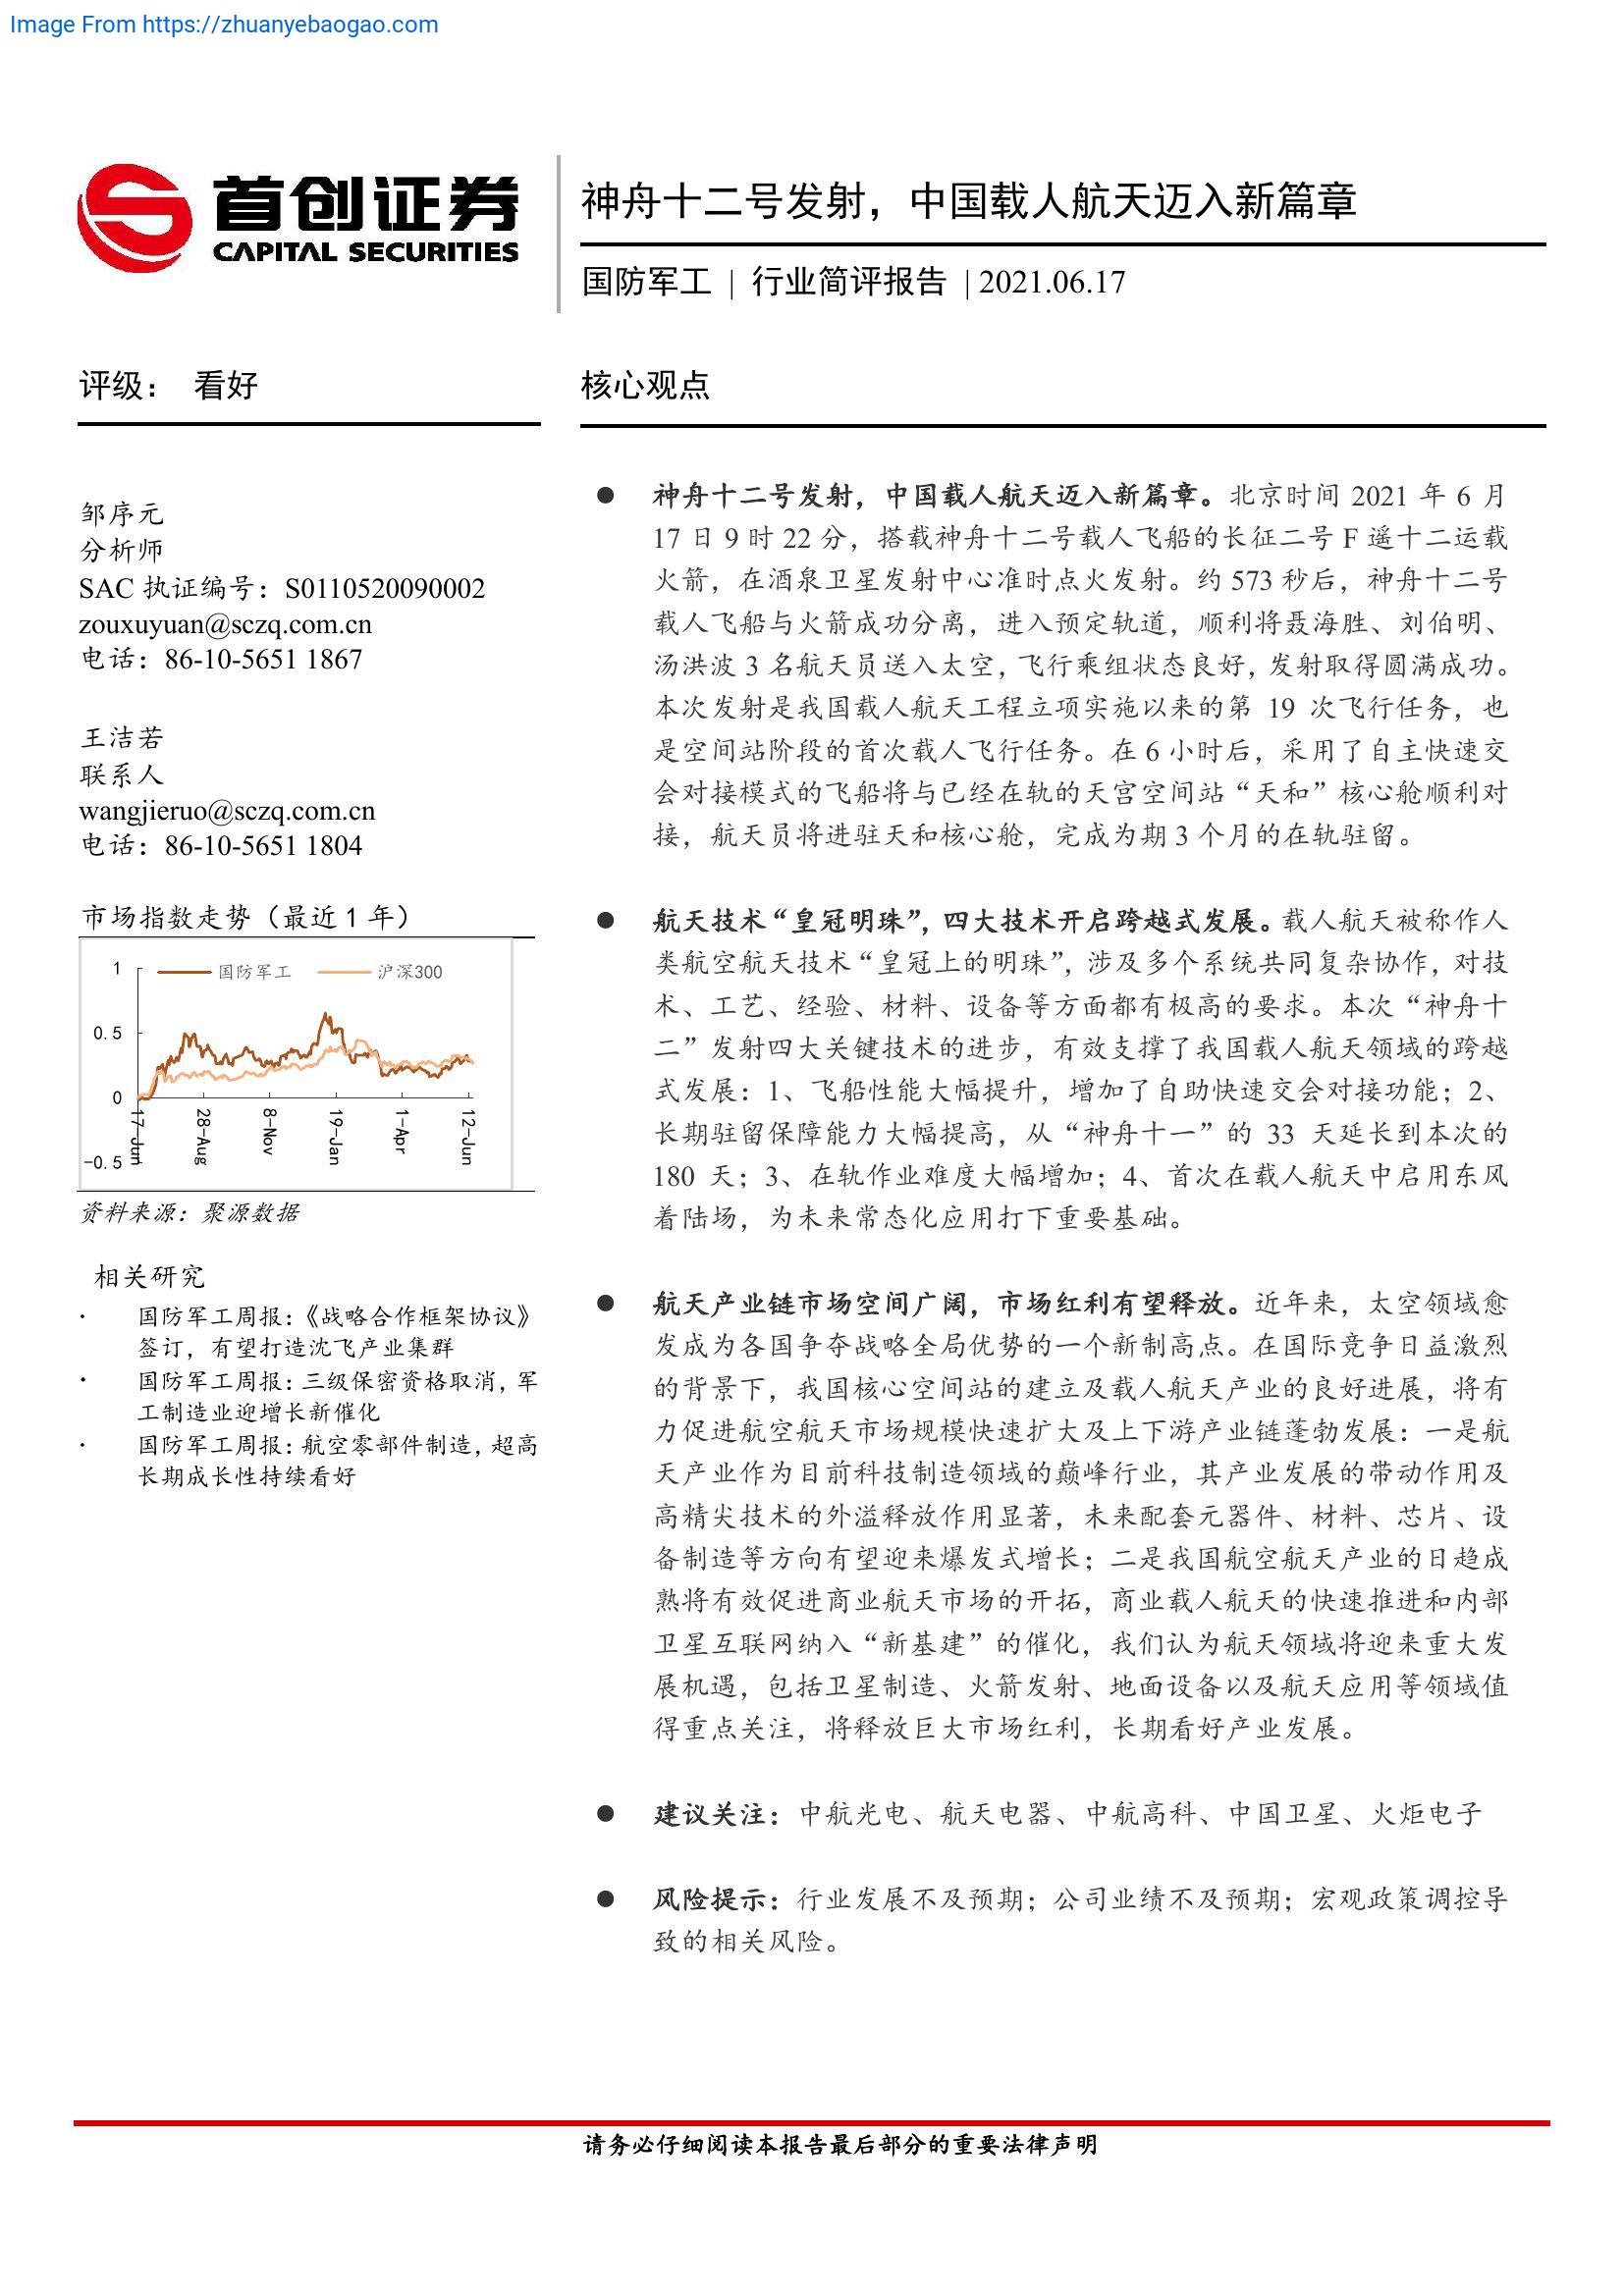 Image From https://zhuanyebaogao.com
首创证券
CAPITAL SECURITIES
神舟十二号发射，中国载人航天迈入新篇章
国防军工 | 行业简评报告 | 2021.06.17
评级： 看好
邹序元
分析师
SAC 执证编号：S0110520090002
zouxuyuan@sczq.com.cn
电话：86-10-5651 1867
王洁若
联系人
wangjieruo@sczq.com.cn
电话：86-10-5651 1804
市场指数走势（最近 1 年）
国防军工 沪深300
1
0.5
0
-0.5
17-Jun 28-Aug 8-Nov 19-Jan 1-Apr 12-Jun
资料来源：聚源数据
相关研究
· 国防军工周报：《战略合作框架协议》
签订，有望打造沈飞产业集群
· 国防军工周报：三级保密资格取消，军
工制造业迎增长新催化
· 国防军工周报：航空零部件制造，超高
长期成长性持续看好
核心观点
● 神舟十二号发射，中国载人航天迈入新篇章。北京时间 2021 年 6 月
17 日 9 时 22 分，搭载神舟十二号载人飞船的长征二号 F 遥十二运载
火箭，在酒泉卫星发射中心准时点火发射。约 573 秒后，神舟十二号
载人飞船与火箭成功分离，进入预定轨道，顺利将聂海胜、刘伯明、
汤洪波 3 名航天员送入太空，飞行乘组状态良好，发射取得圆满成功。
本次发射是我国载人航天工程立项实施以来的第 19 次飞行任务，也
是空间站阶段的首次载人飞行任务。在 6 小时后，采用了自主快速交
会对接模式的飞船将与已经在轨的天宫空间站“天和”核心舱顺利对
接，航天员将进驻天和核心舱，完成为期 3 个月的在轨驻留。
● 航天技术“皇冠明珠”，四大技术开启跨越式发展。载人航天被称作人
类航空航天技术“皇冠上的明珠”，涉及多个系统共同复杂协作，对技
术、工艺、经验、材料、设备等方面都有极高的要求。本次“神舟十
二”发射四大关键技术的进步，有效支撑了我国载人航天领域的跨越
式发展：1、飞船性能大幅提升，增加了自助快速交会对接功能；2、
长期驻留保障能力大幅提高，从“神舟十一”的 33 天延长到本次的
180 天；3、在轨作业难度大幅增加；4、首次在载人航天中启用东风
着陆场，为未来常态化应用打下重要基础。
● 航天产业链市场空间广阔，市场红利有望释放。近年来，太空领域愈
发成为各国争夺战略全局优势的一个新制高点。在国际竞争日益激烈
的背景下，我国核心空间站的建立及载人航天产业的良好进展，将有
力促进航空航天市场规模快速扩大及上下游产业链蓬勃发展：一是航
天产业作为目前科技制造领域的巅峰行业，其产业发展的带动作用及
高精尖技术的外溢释放作用显著，未来配套元器件、材料、芯片、设
备制造等方向有望迎来爆发式增长；二是我国航空航天产业的日趋成
熟将有效促进商业航天市场的开拓，商业载人航天的快速推进和内部
卫星互联网纳入“新基建”的催化，我们认为航天领域将迎来重大发
展机遇，包括卫星制造、火箭发射、地面设备以及航天应用等领域值
得重点关注，将释放巨大市场红利，长期看好产业发展。
● 建议关注：中航光电、航天电器、中航高科、中国卫星、火炬电子
● 风险提示：行业发展不及预期；公司业绩不及预期；宏观政策调控导
致的相关风险。
请务必仔细阅读本报告最后部分的重要法律声明